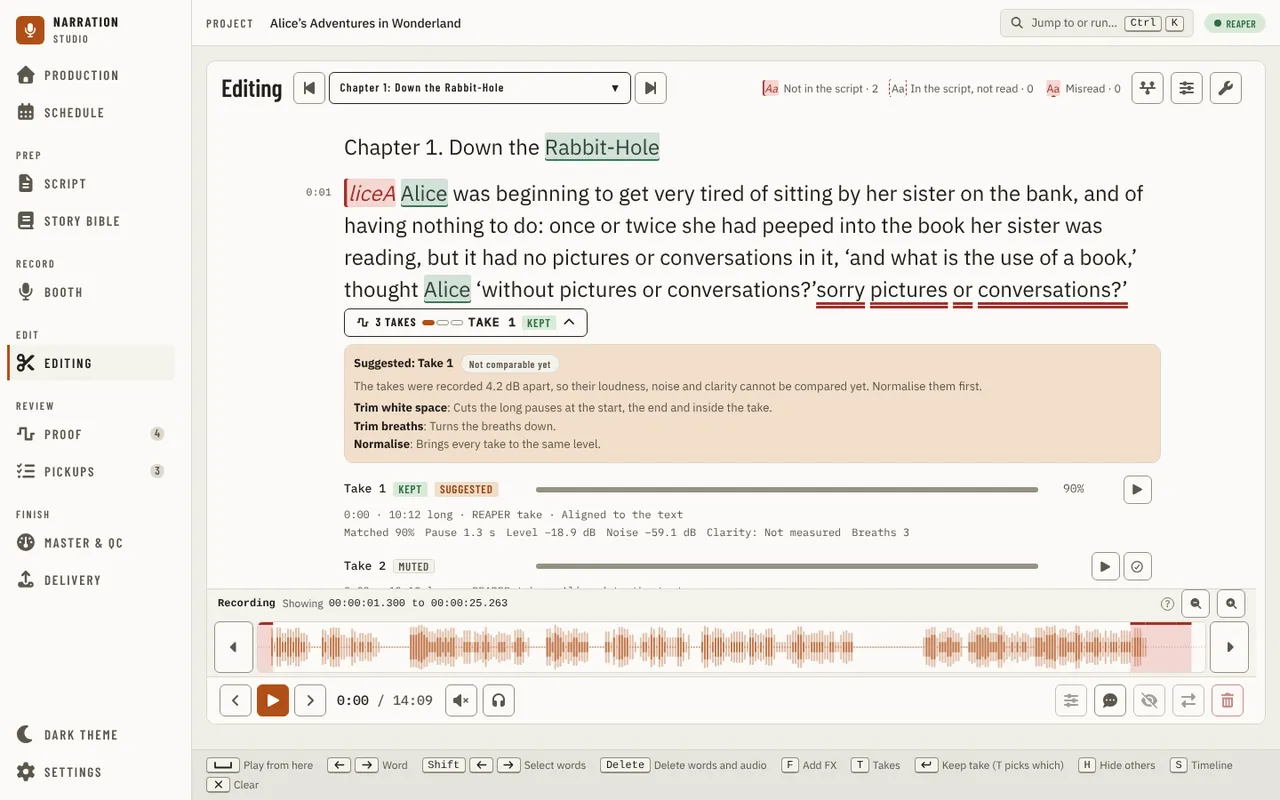 NARRATION
STUDIO
PROJECT Alice’s Adventures in Wonderland
Jump to or run... Ctrl K
REAPER
PRODUCTION
SCHEDULE
PREP
SCRIPT
STORY BIBLE
RECORD
BOOTH
EDIT
EDITING
REVIEW
PROOF 4
PICKUPS 3
FINISH
MASTER & QC
DELIVERY
DARK THEME
SETTINGS
Editing
Chapter 1: Down the Rabbit-Hole
Aa Not in the script · 2 Aa In the script, not read · 0 Aa Misread · 0
Chapter 1. Down the Rabbit-Hole
0:01 liceA Alice was beginning to get very tired of sitting by her sister on the bank, and of
having nothing to do: once or twice she had peeped into the book her sister was
reading, but it had no pictures or conversations in it, ‘and what is the use of a book,’
thought Alice ‘without pictures or conversations?’sorry pictures or conversations?’
3 TAKES TAKE 1 KEPT
Suggested: Take 1 Not comparable yet
The takes were recorded 4.2 dB apart, so their loudness, noise and clarity cannot be compared yet. Normalise them first.
Trim white space: Cuts the long pauses at the start, the end and inside the take.
Trim breaths: Turns the breaths down.
Normalise: Brings every take to the same level.
Take 1 KEPT SUGGESTED 90%
0:00 · 10:12 long · REAPER take · Aligned to the text
Matched 90% Pause 1.3 s Level −18.9 dB Noise −59.1 dB Clarity: Not measured Breaths 3
Take 2 MUTED
Recording Showing 00:00:01.300 to 00:00:25.263
?
0:00 / 14:09
Play from here ← → Word Shift ← → Select words Delete Delete words and audio F Add FX T Takes ↵ Keep take (T picks which) H Hide others S Timeline
✕ Clear